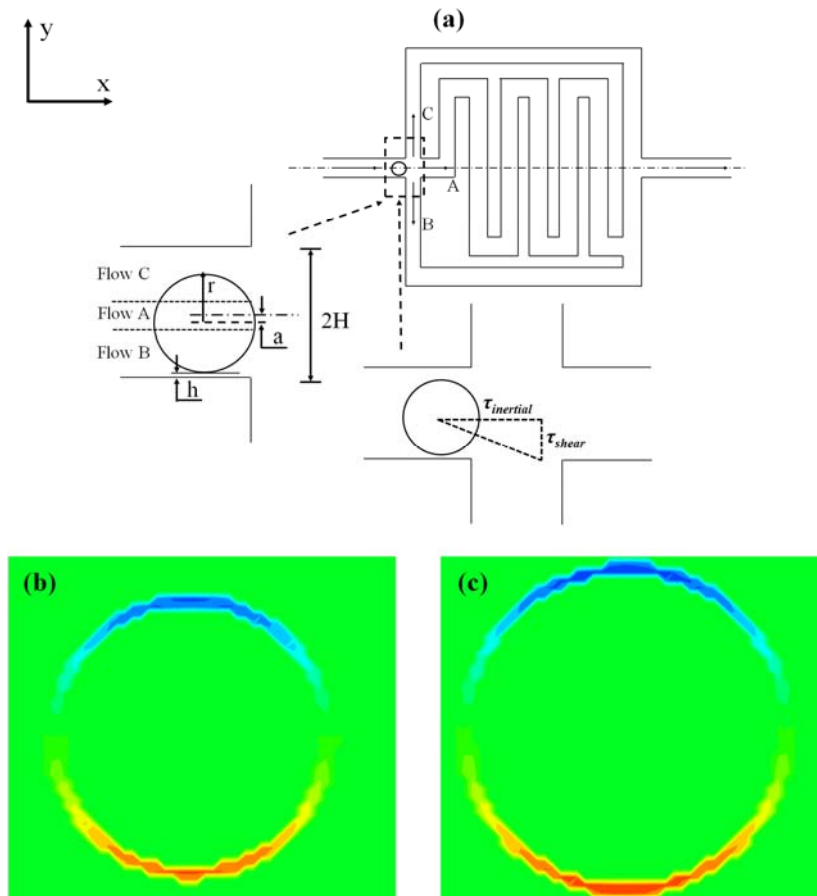 (a)
y
x
C
A
B
Flow C
r
Flow A
2H
Flow B
a
h
τinertial
τshear
(b)
(c)